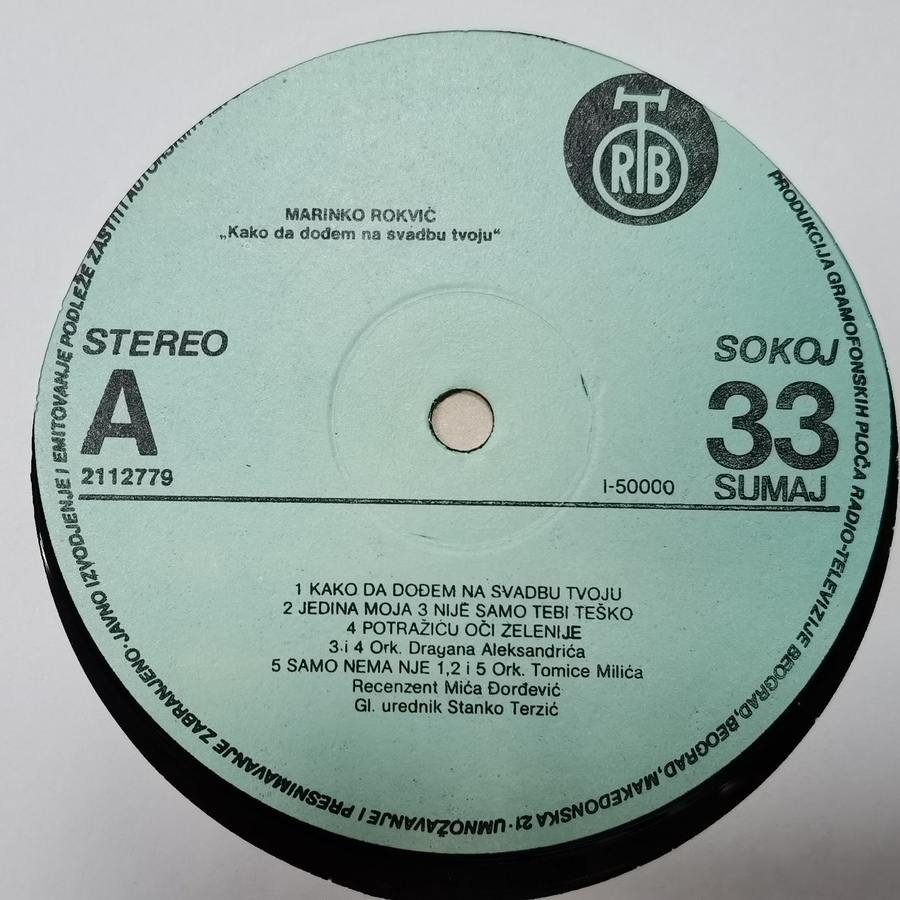 RTB
MARINKO ROKVIĆ
„Kako da dođem na svadbu tvoju“
STEREO
A
2112779
SOKOJ
33
SUMAJ
I-50000
1 KAKO DA DOĐEM NA SVADBU TVOJU
2 JEDINA MOJA 3 NIJE SAMO TEBI TEŠKO
4 POTRAŽIĆU OČI ZELENIJE
3 i 4 Ork. Dragana Aleksandrića
5 SAMO NEMA NJE 1,2 i 5 Ork. Tomice Milića
Recenzent Mića Đorđević
Gl. urednik Stanko Terzić
PRODUKCIJA GRAMOFONSKIH PLOČA RADIO-TELEVIZIJE BEOGRAD, BEOGRAD, MAKEDONSKA 21 · UMNOŽAVANJE I PRESNIMAVANJE ZABRANJENO · JAVNO IZVODJENJE I EMITOVANJE PODLEŽE ZAŠTITI AUTORSKIH